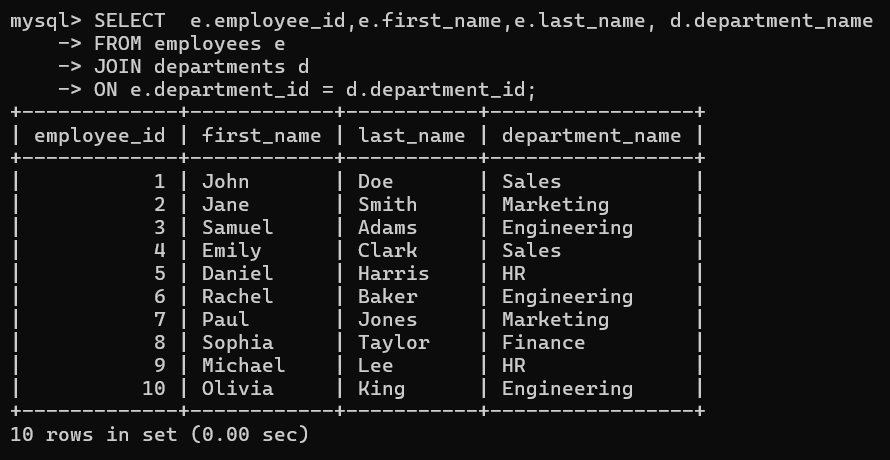 mysql> SELECT  e.employee_id,e.first_name,e.last_name, d.department_name
    -> FROM employees e
    -> JOIN departments d
    -> ON e.department_id = d.department_id;
+-------------+------------+-----------+-----------------+
| employee_id | first_name | last_name | department_name |
+-------------+------------+-----------+-----------------+
|           1 | John       | Doe       | Sales           |
|           2 | Jane       | Smith     | Marketing       |
|           3 | Samuel     | Adams     | Engineering     |
|           4 | Emily      | Clark     | Sales           |
|           5 | Daniel     | Harris    | HR              |
|           6 | Rachel     | Baker     | Engineering     |
|           7 | Paul       | Jones     | Marketing       |
|           8 | Sophia     | Taylor    | Finance         |
|           9 | Michael    | Lee       | HR              |
|          10 | Olivia     | King      | Engineering     |
+-------------+------------+-----------+-----------------+
10 rows in set (0.00 sec)